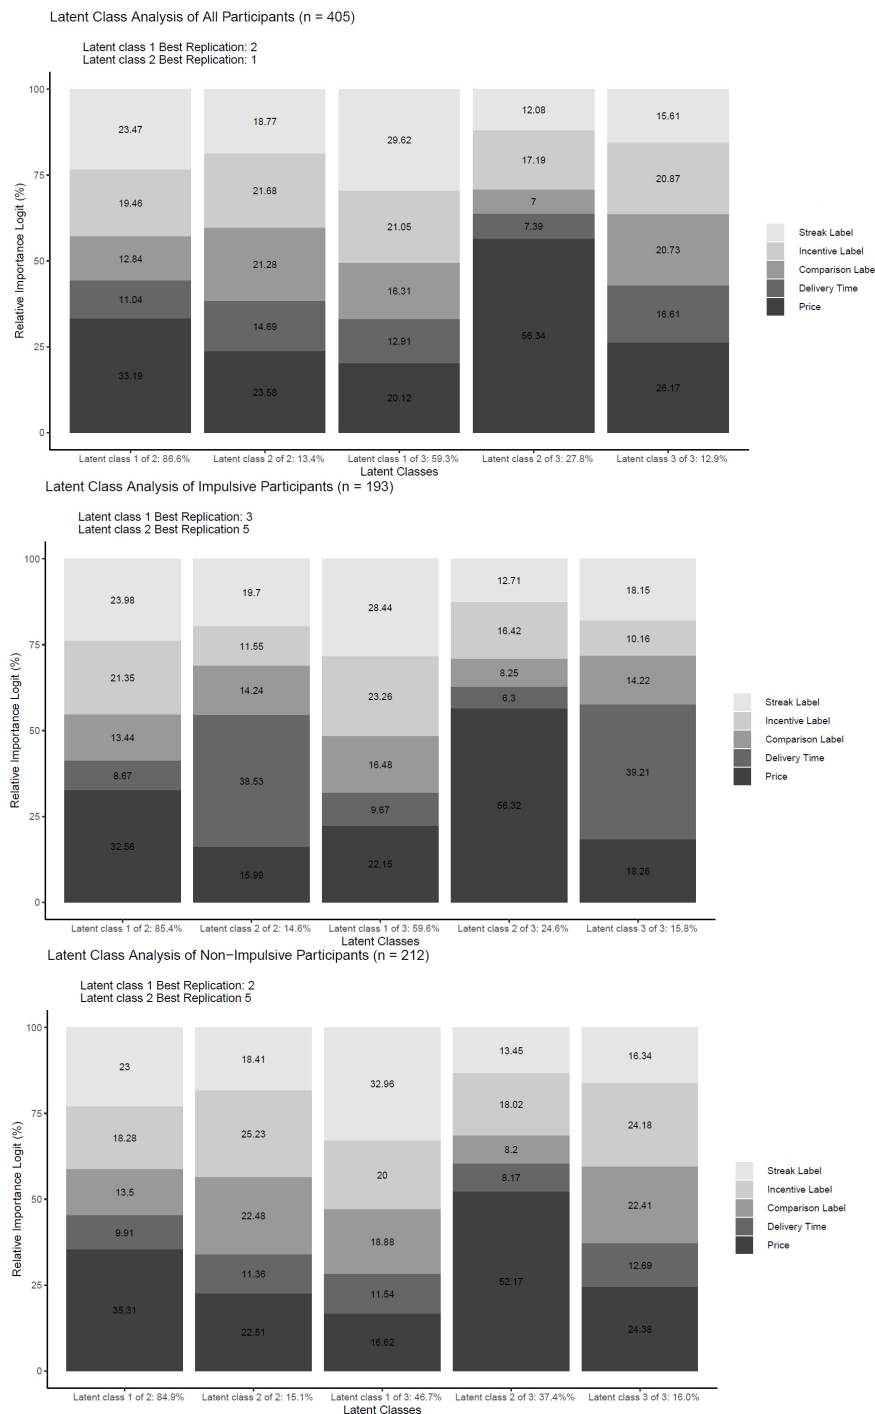 Latent Class Analysis of All Participants (n = 405)
Latent class 1 Best Replication: 2
Latent class 2 Best Replication: 1
Relative Importance Logit (%)
100
75
50
25
0
23.47
19.46
12.84
11.04
33.19
18.77
21.68
21.28
14.69
23.58
29.62
21.05
16.31
12.91
20.12
12.08
17.19
7
7.39
56.34
15.61
20.87
20.73
16.61
26.17
Streak Label
Incentive Label
Comparison Labe
Delivery Time
Price
Latent class 1 of 2: 86.6%
Latent class 2 of 2: 13.4%
Latent class 1 of 3: 59.3%
Latent class 2 of 3: 27.8%
Latent class 3 of 3: 12.9%
Latent Classes
Latent Class Analysis of Impulsive Participants (n = 193)
Latent class 1 Best Replication: 3
Latent class 2 Best Replication 5
Relative Importance Logit (%)
100
75
50
25
0
23.98
21.35
13.44
8.67
32.56
19.7
11.55
14.24
38.53
15.99
28.44
23.26
16.48
9.67
22.15
12.71
16.42
8.25
6.3
56.32
18.15
10.16
14.22
39.21
18.26
Streak Label
Incentive Label
Comparison Label
Delivery Time
Price
Latent class 1 of 2: 85.4%
Latent class 2 of 2: 14.6%
Latent class 1 of 3: 59.6%
Latent class 2 of 3: 24.6%
Latent class 3 of 3: 15.8%
Latent Classes
Latent Class Analysis of Non−Impulsive Participants (n = 212)
Latent class 1 Best Replication: 2
Latent class 2 Best Replication 5
Relative Importance Logit (%)
100
75
50
25
0
23
18.28
13.5
9.91
35.31
18.41
25.23
22.48
11.36
22.51
32.96
20
18.88
11.54
16.62
13.45
18.02
8.2
8.17
52.17
16.34
24.18
22.41
12.69
24.38
Streak Label
Incentive Label
Comparison Label
Delivery Time
Price
Latent class 1 of 2: 84.9%
Latent class 2 of 2: 15.1%
Latent class 1 of 3: 46.7%
Latent class 2 of 3: 37.4%%
Latent class 3 of 3: 16.0%
Latent Classes